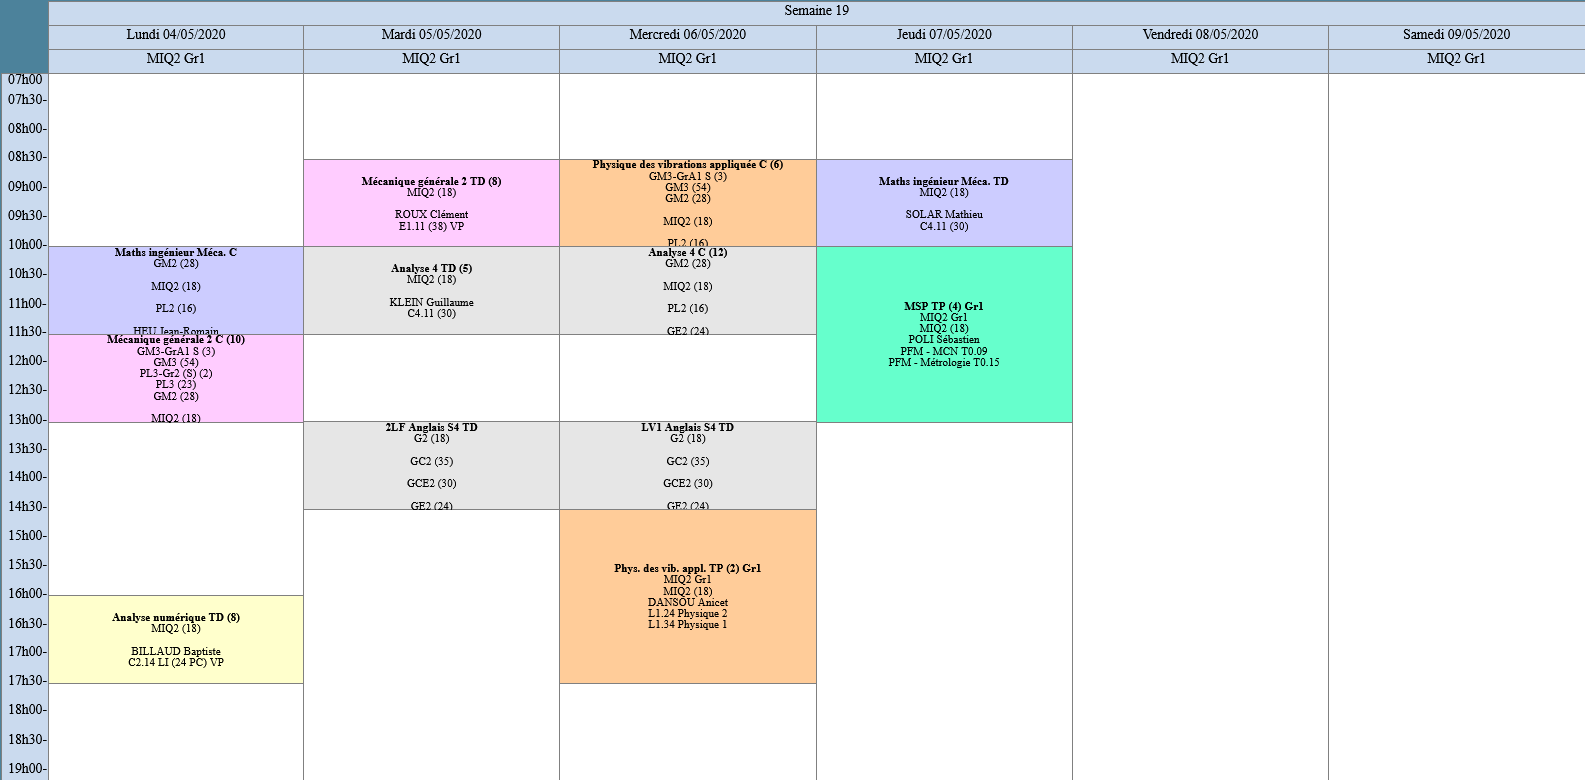 Semaine 19
Lundi 04/05/2020
Mardi 05/05/2020
Mercredi 06/05/2020
Jeudi 07/05/2020
Vendredi 08/05/2020
Samedi 09/05/2020
MIQ2 Gr1
MIQ2 Gr1
MIQ2 Gr1
MIQ2 Gr1
MIQ2 Gr1
MIQ2 Gr1
07h00
07h30-
08h00-
08h30-
09h00-
09h30-
10h00-
10h30-
11h00-
11h30-
12h00-
12h30-
13h00-
13h30-
14h00-
14h30-
15h00-
15h30-
16h00-
16h30-
17h00-
17h30-
18h00-
18h30-
19h00-
Maths ingénieur Méca. C
GM2 (28)
MIQ2 (18)
PL2 (16)
HEU Jean-Romain
Mécanique générale 2 C (10)
GM3-GrA1 S (3)
GM3 (54)
PL3-Gr2 (S) (2)
PL3 (23)
GM2 (28)
MIQ2 (18)
Analyse numérique TD (8)
MIQ2 (18)
BILLAUD Baptiste
C2.14 LI (24 PC) VP
Mécanique générale 2 TD (8)
MIQ2 (18)
ROUX Clément
E1.11 (38) VP
Analyse 4 TD (5)
MIQ2 (18)
KLEIN Guillaume
C4.11 (30)
2LF Anglais S4 TD
G2 (18)
GC2 (35)
GCE2 (30)
GE2 (24)
Physique des vibrations appliquée C (6)
GM3-GrA1 S (3)
GM3 (54)
GM2 (28)
MIQ2 (18)
PL2 (16)
Analyse 4 C (12)
GM2 (28)
MIQ2 (18)
PL2 (16)
GE2 (24)
LV1 Anglais S4 TD
G2 (18)
GC2 (35)
GCE2 (30)
GE2 (24)
Phys. des vib. appl. TP (2) Gr1
MIQ2 Gr1
MIQ2 (18)
DANSOU Anicet
L1.24 Physique 2
L1.34 Physique 1
Maths ingénieur Méca. TD
MIQ2 (18)
SOLAR Mathieu
C4.11 (30)
MSP TP (4) Gr1
MIQ2 Gr1
MIQ2 (18)
POLI Sébastien
PFM - MCN T0.09
PFM - Métrologie T0.15